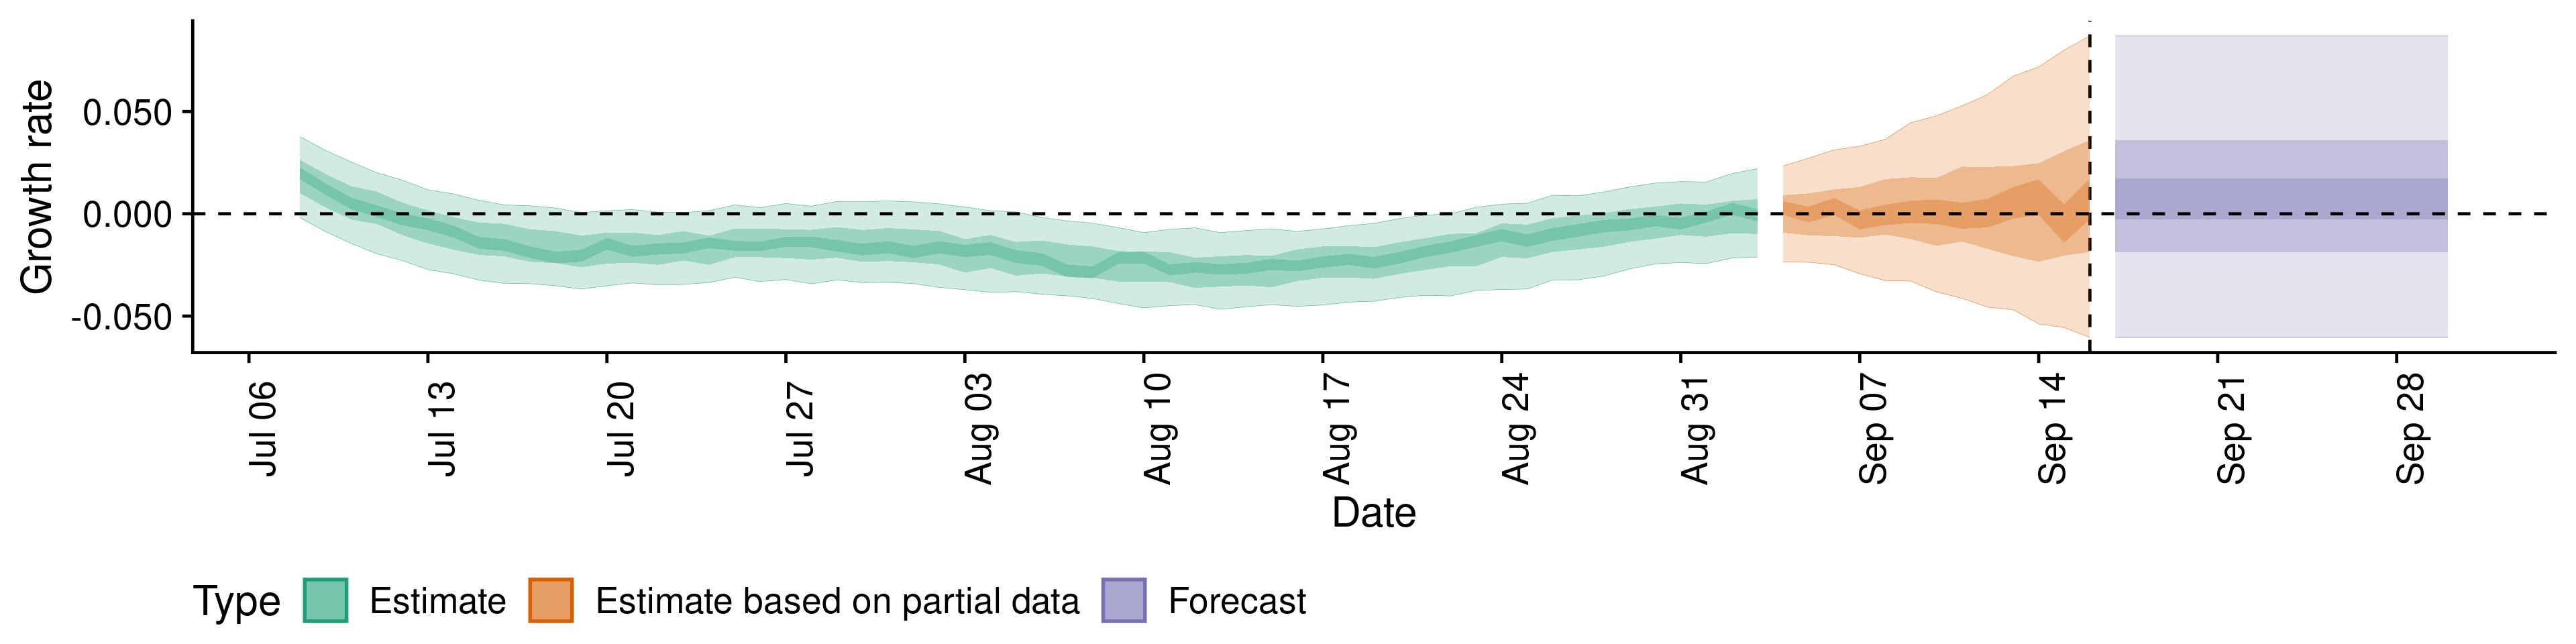 Growth rate
0.050
0.000
-0.050
Jul 06
Jul 13
Jul 20
Jul 27
Aug 03
Aug 10
Aug 17
Aug 24
Aug 31
Sep 07
Sep 14
Sep 21
Sep 28
Date
Type Estimate Estimate based on partial data Forecast